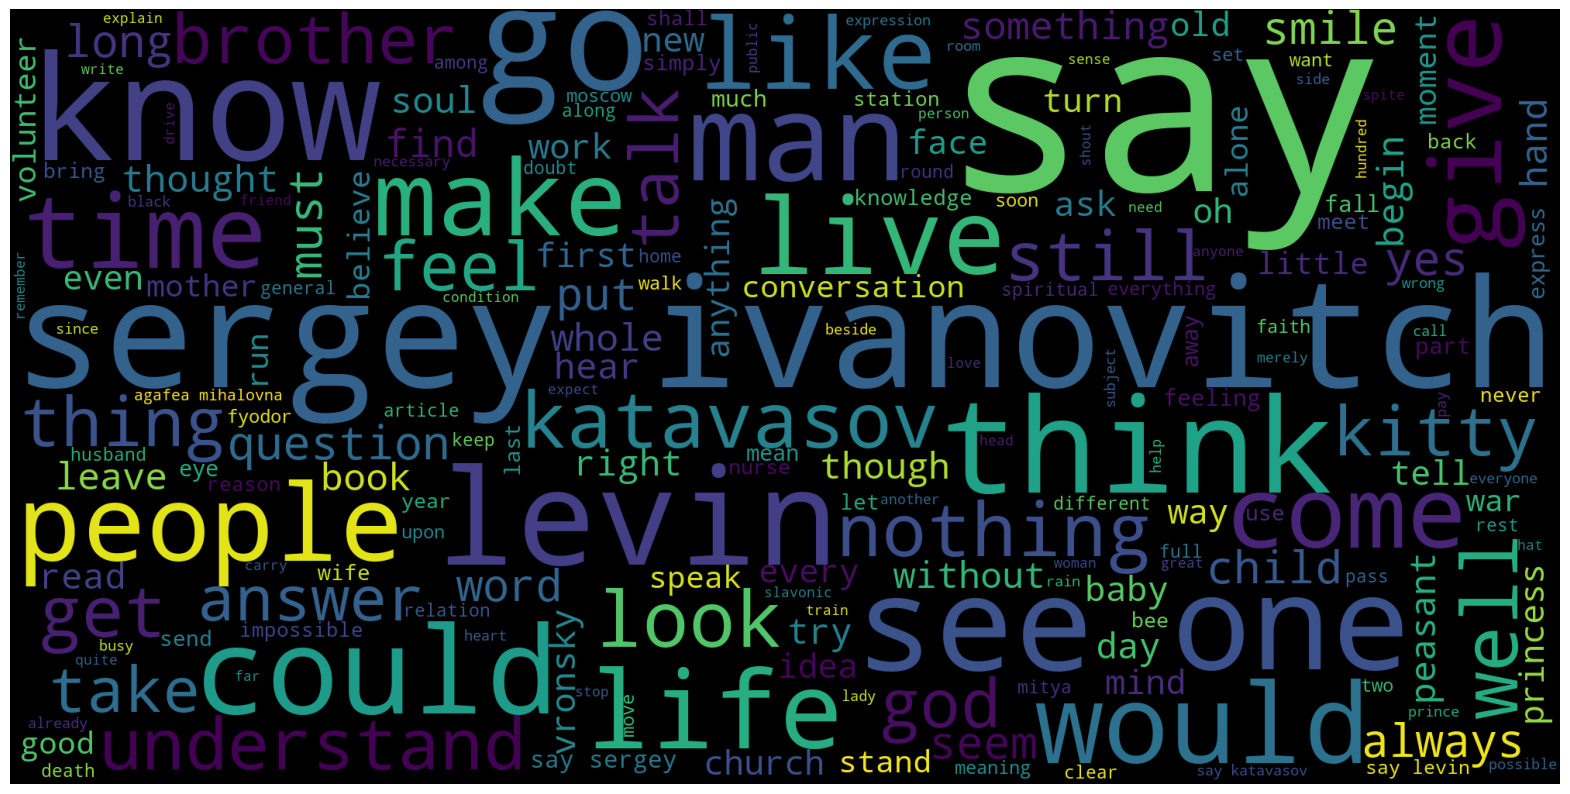 explain
expression
long
brother
go
like
shall
new
something
old
smile
know
write
among
simply
public
room
say
sense
set
want
side
give
moment
volunteer
soul
moscow
along
much
station
turn
drive
find
talk
man
person
face
shout
spite
hundred
back
hand
bring
necessary
work
doubt
round
alone
begin
thought
black
friend
must
believe
make
live
knowledge
soon
ask
need
oh
fall
meet
time
feel
first
home
anything
still
anyone
little
yes
express
even
mother
general
condition
put
walk
conversation
spiritual
everything
wrong
remember
sergey ivanovitch
since
run
whole
hear
beside
love
away
faith
merely
call
part
agafea mihalovna
expect
subject
never
thing
fyodor
article
katavasov
think
feeling
pay
kitty
question
keep
last
mean
head
help
husband
eye
leave
reason
book
right
nurse
though
tell
everyone
people
year
upon
levin
let
another
different
way
come
use
war
rest
nothing
full
great
woman
hat
read
carry
wife
word
speak
every
slavonic
without
rain
baby
child
pass
peasant
princess
well
get
answer
relation
train
see
one
bee
send
impossible
heart
look
try
day
busy
quite
could
vronsky
idea
take
far
stop
life
move
lady
god
mitya
mind
would
two
prince
already
good
understand
seem
always
death
say sergey
church
stand
meaning
clear
say katavasov
say levin
possible